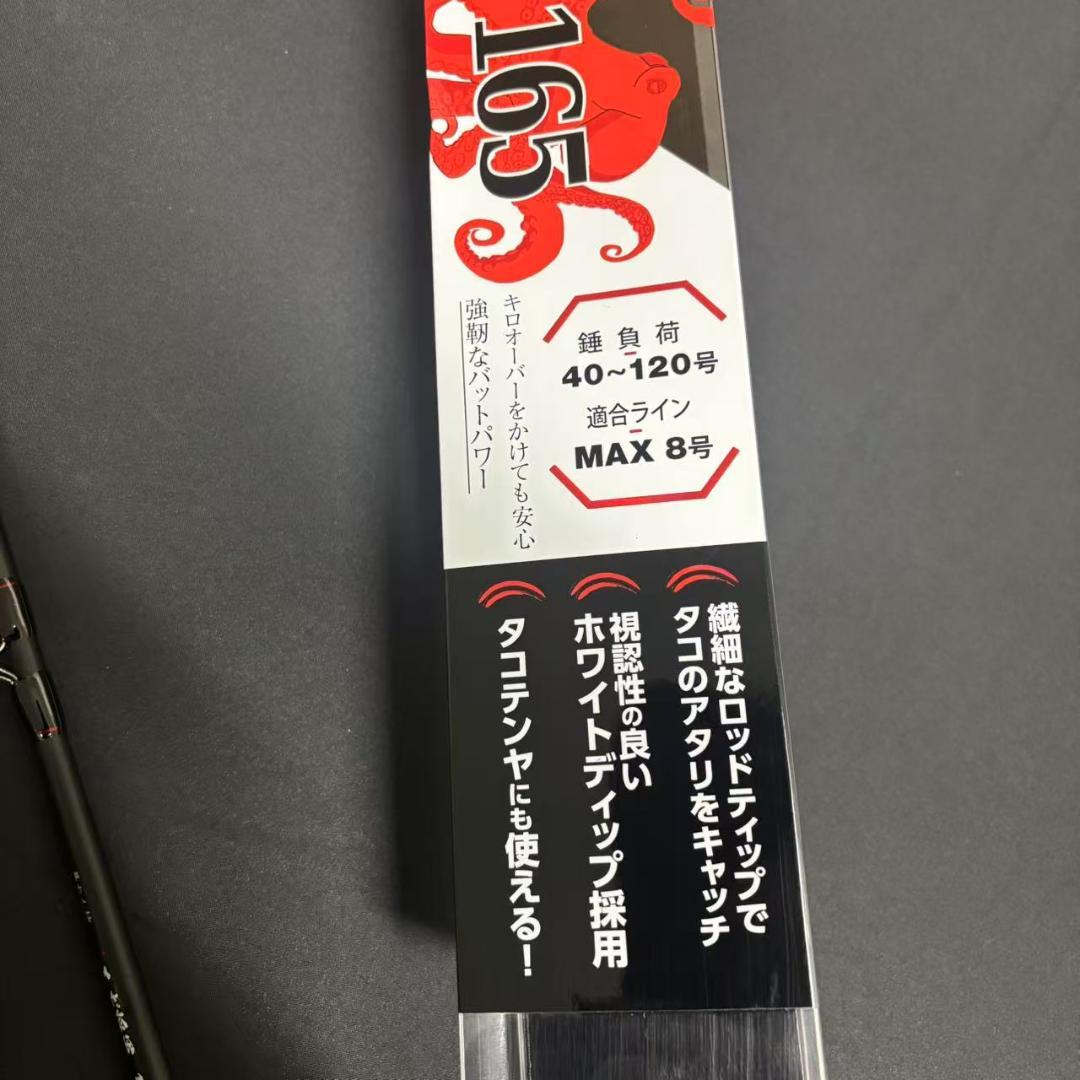 165
錘負荷
40~120号
適合ライン
MAX 8号
キロオーバーをかけても安心
強靭なバットパワー
繊細なロッドティップで
タコのアタリをキャッチ
視認性の良い
ホワイトディップ採用
タコテンヤにも使える!